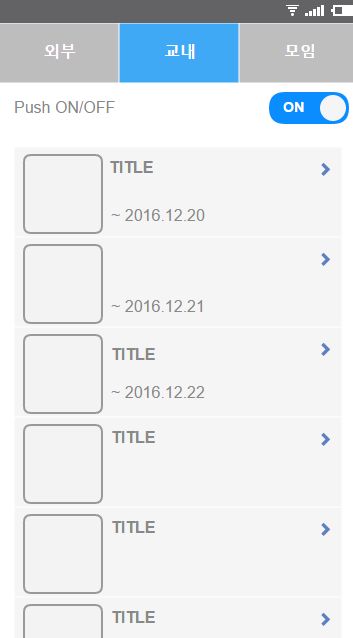 외부 교내 모임
Push ON/OFF ON
TITLE
~ 2016.12.20
~ 2016.12.21
TITLE
~ 2016.12.22
TITLE
TITLE
TITLE